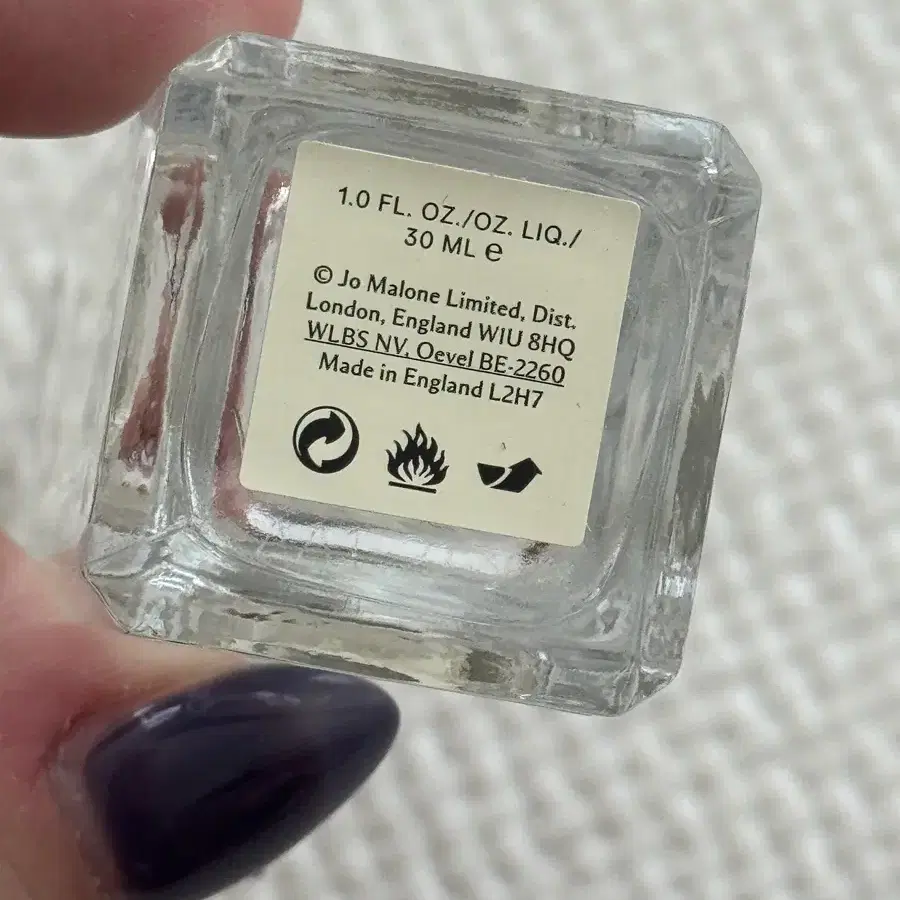 1.0 FL. OZ./OZ. LIQ./
30 ML ℮
© Jo Malone Limited, Dist.
London, England WIU 8HQ
WLBS NV, Oevel BE-2260
Made in England L2H7